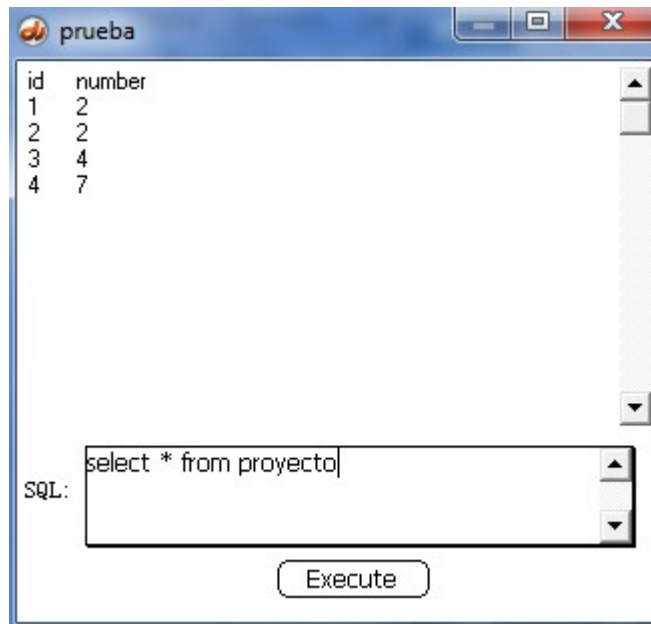 prueba
id number
1 2
2 2
3 4
4 7
select * from proyecto
SQL:
Execute